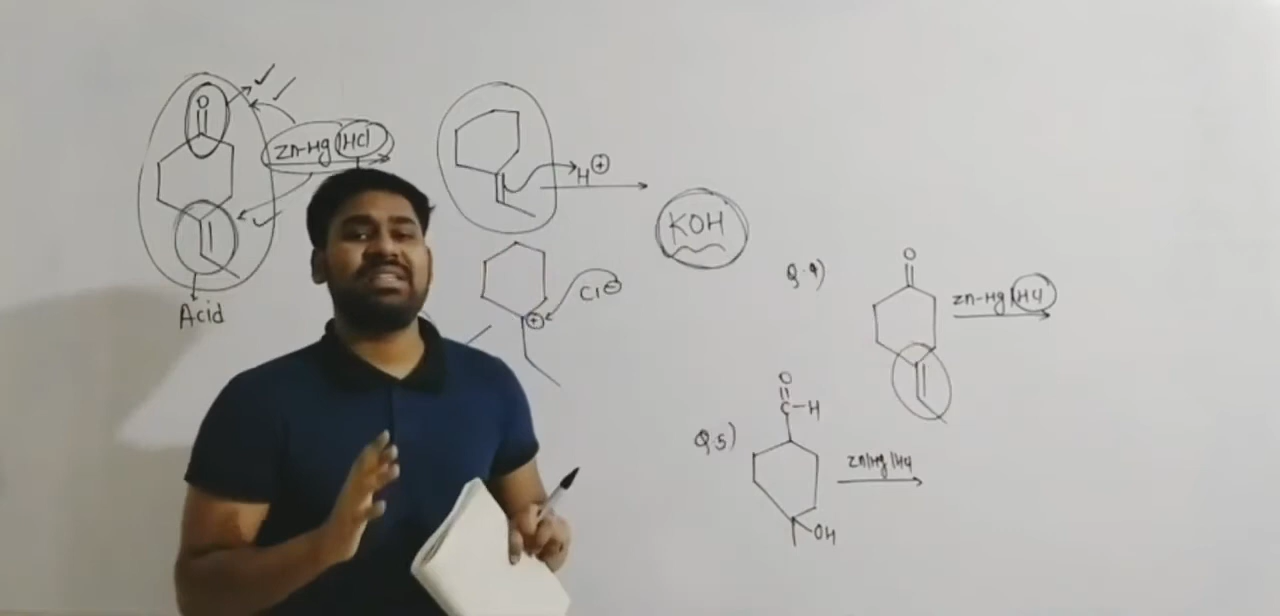 O
Zn-Hg|HCl
Acid
H⊕
KOH
Cl⊖
⊕
Q.4)
O
Zn-Hg|HCl
Q.5)
O
C-H
Zn|Hg|HCl
OH